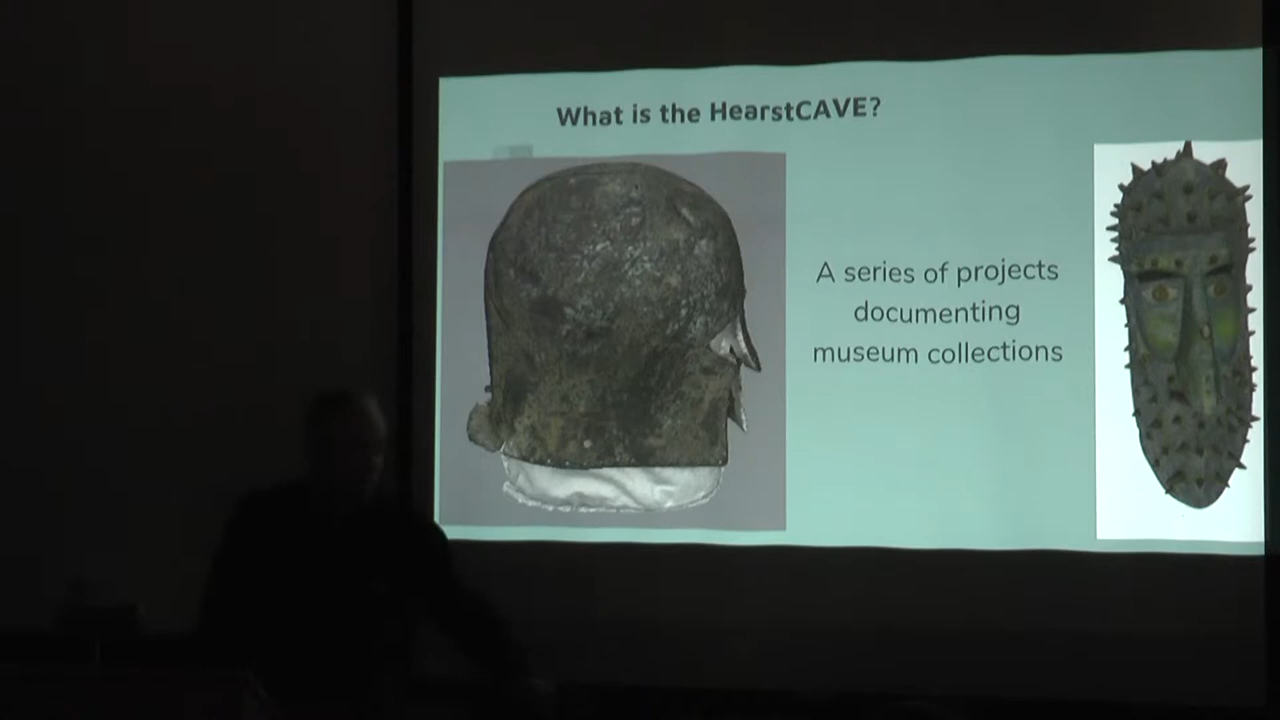 What is the HearstCAVE?
A series of projects
documenting
museum collections